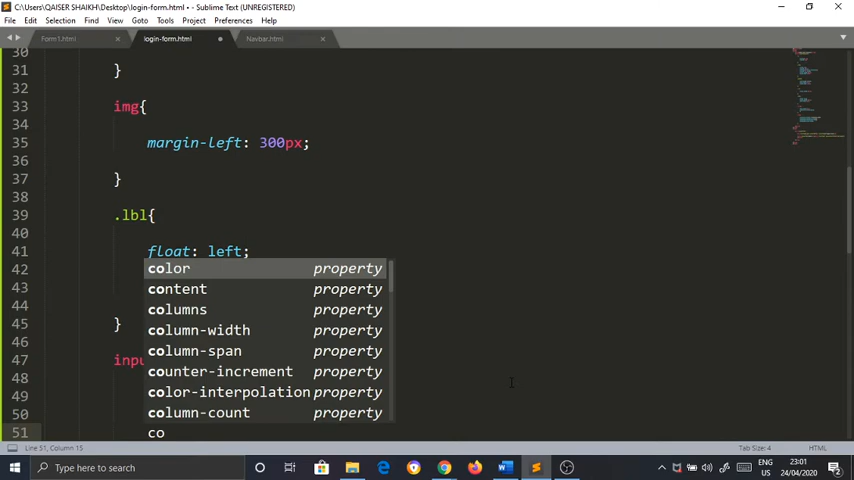 C:\Users\QAISER SHAIKH\Desktop\login-form.html • - Sublime Text (UNREGISTERED)
File Edit Selection Find View Goto Tools Project Preferences Help
Form1.html login-form.html Navbar.html
30
31 }
32
33 img{
34
35 margin-left: 300px;
36
37 }
38
39 .lbl{
40
41 float: left;
42 color property
43 content property
44 columns property
45 } column-width property
46 column-span property
47 inpu counter-increment property
48 color-interpolation property
49 column-count property
50
51 co
Line 51, Column 15 Tab Size: 4 HTML
Type here to search ENG 23:01
US 24/04/2020 2